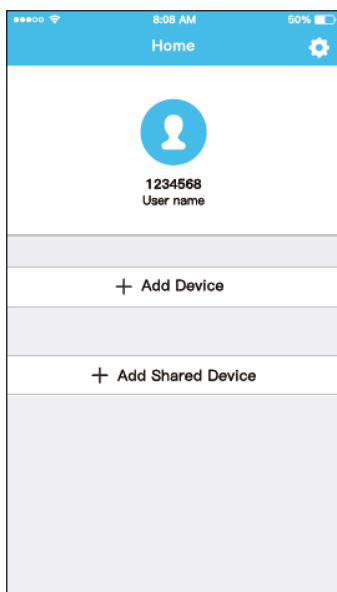 8:08 AM
50%
Home
1234568
User name
+ Add Device
+ Add Shared Device